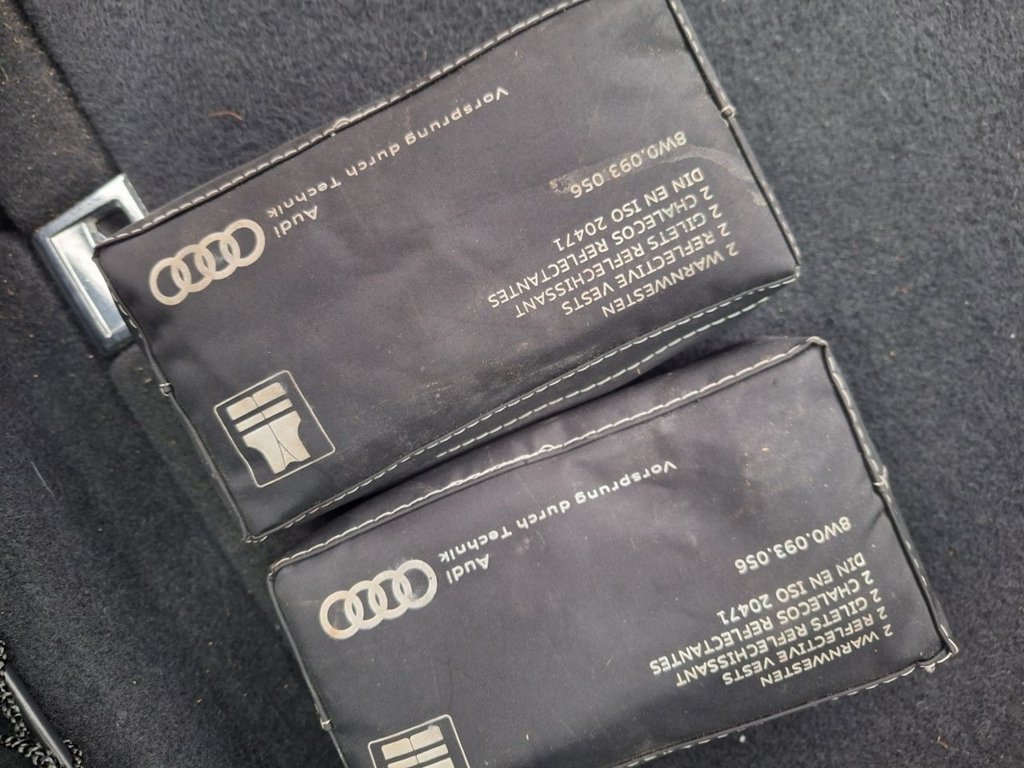 2 WARNWESTEN
2 REFLECTIVE VESTS
2 GILETS REFLECHISSANT
2 CHALECOS REFLECTANTES
DIN EN ISO 20471
8W0.093.056
Audi
Vorsprung durch Technik
2 WARNWESTEN
2 REFLECTIVE VESTS
2 GILETS REFLECHISSANT
2 CHALECOS REFLECTANTES
DIN EN ISO 20471
8W0.093.056
Audi
Vorsprung durch Technik